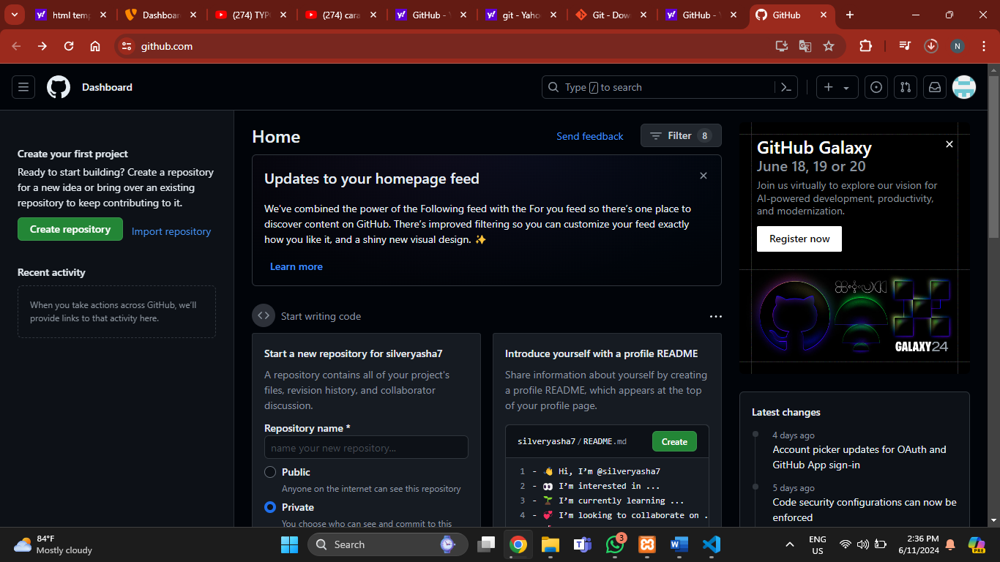 html temp
Dashboar
(274) TYP
(274) cara
GitHub - Y
git - Yaho
Git - Dow
GitHub - Y
GitHub
github.com
N
Dashboard
Type / to search
Create your first project
Ready to start building? Create a repository
for a new idea or bring over an existing
repository to keep contributing to it.
Create repository
Import repository
Recent activity
When you take actions across GitHub, we'll
provide links to that activity here.
Home
Send feedback
Filter 8
Updates to your homepage feed
We've combined the power of the Following feed with the For you feed so there's one place to
discover content on GitHub. There's improved filtering so you can customize your feed exactly
how you like it, and a shiny new visual design. ✨
Learn more
Start writing code
Start a new repository for silveryasha7
A repository contains all of your project's
files, revision history, and collaborator
discussion.
Repository name *
name your new repository...
Public
Anyone on the internet can see this repository
Private
You choose who can see and commit to this
Introduce yourself with a profile README
Share information about yourself by creating
a profile README, which appears at the top
of your profile page.
silveryasha7/README.md
Create
1 - 👋 Hi, I'm @silveryasha7
2 - 👀 I'm interested in ...
3 - 🌱 I'm currently learning ...
4 - 💞️ I'm looking to collaborate on .
GitHub Galaxy
June 18, 19 or 20
Join us virtually to explore our vision for
AI-powered development, productivity,
and modernization.
Register now
GALAXY24
Latest changes
4 days ago
Account picker updates for OAuth and
GitHub App sign-in
5 days ago
Code security configurations can now be
enforced
84°F
Mostly cloudy
Search
3
ENG
US
2:36 PM
6/11/2024
PRE